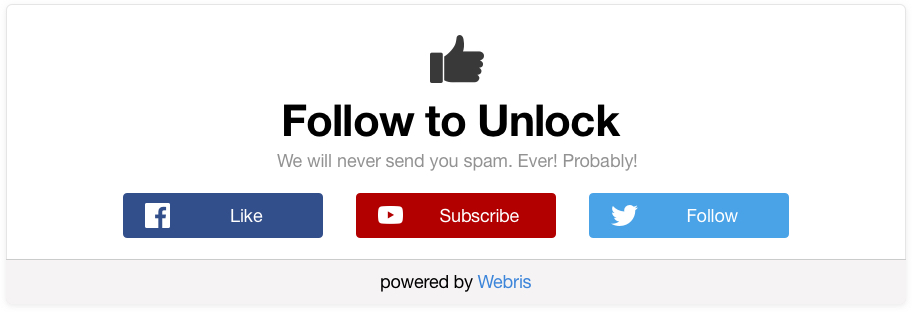 Follow to Unlock
We will never send you spam. Ever! Probably!
Like Subscribe Follow
powered by Webris